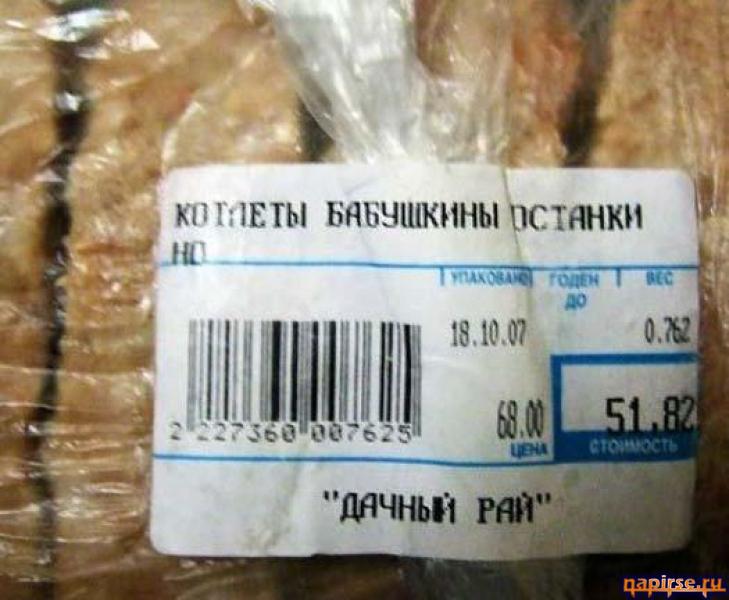 КОТЛЕТЫ БАБУШКИНЫ ОСТАНКИ
НО
УПАКОВАНО ГОДЕН ДО ВЕС
18.10.07 0.762
2 227360 007625
68.00 51.82
ЦЕНА СТОИМОСТЬ
"ДАЧНЫЙ РАЙ"
napirse.ru